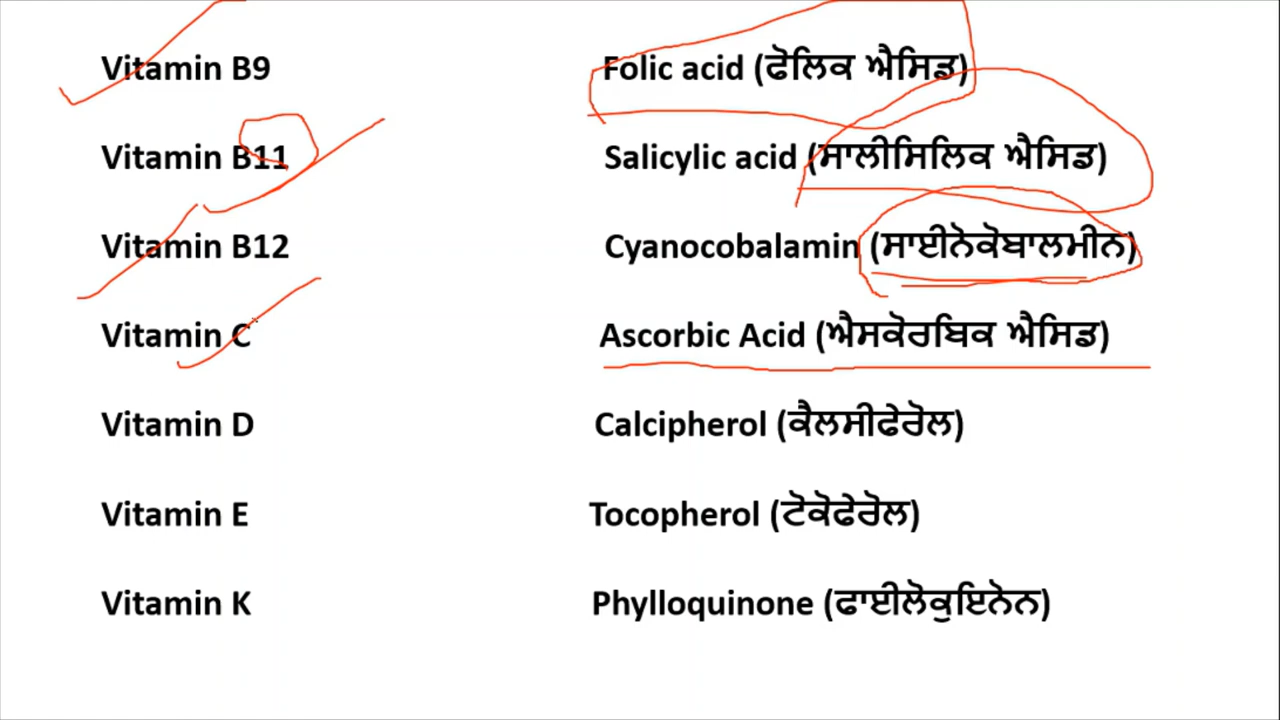 Vitamin B9 Folic acid (ਫੋਲਿਕ ਐਸਿਡ)
Vitamin B11 Salicylic acid (ਸਾਲੀਸਿਲਿਕ ਐਸਿਡ)
Vitamin B12 Cyanocobalamin (ਸਾਈਨੋਕੋਬਾਲਮੀਨ)
Vitamin C Ascorbic Acid (ਐਸਕੋਰਬਿਕ ਐਸਿਡ)
Vitamin D Calcipherol (ਕੈਲਸੀਫੇਰੋਲ)
Vitamin E Tocopherol (ਟੋਕੋਫੇਰੋਲ)
Vitamin K Phylloquinone (ਫਾਈਲੋਕੁਇਨੋਨ)